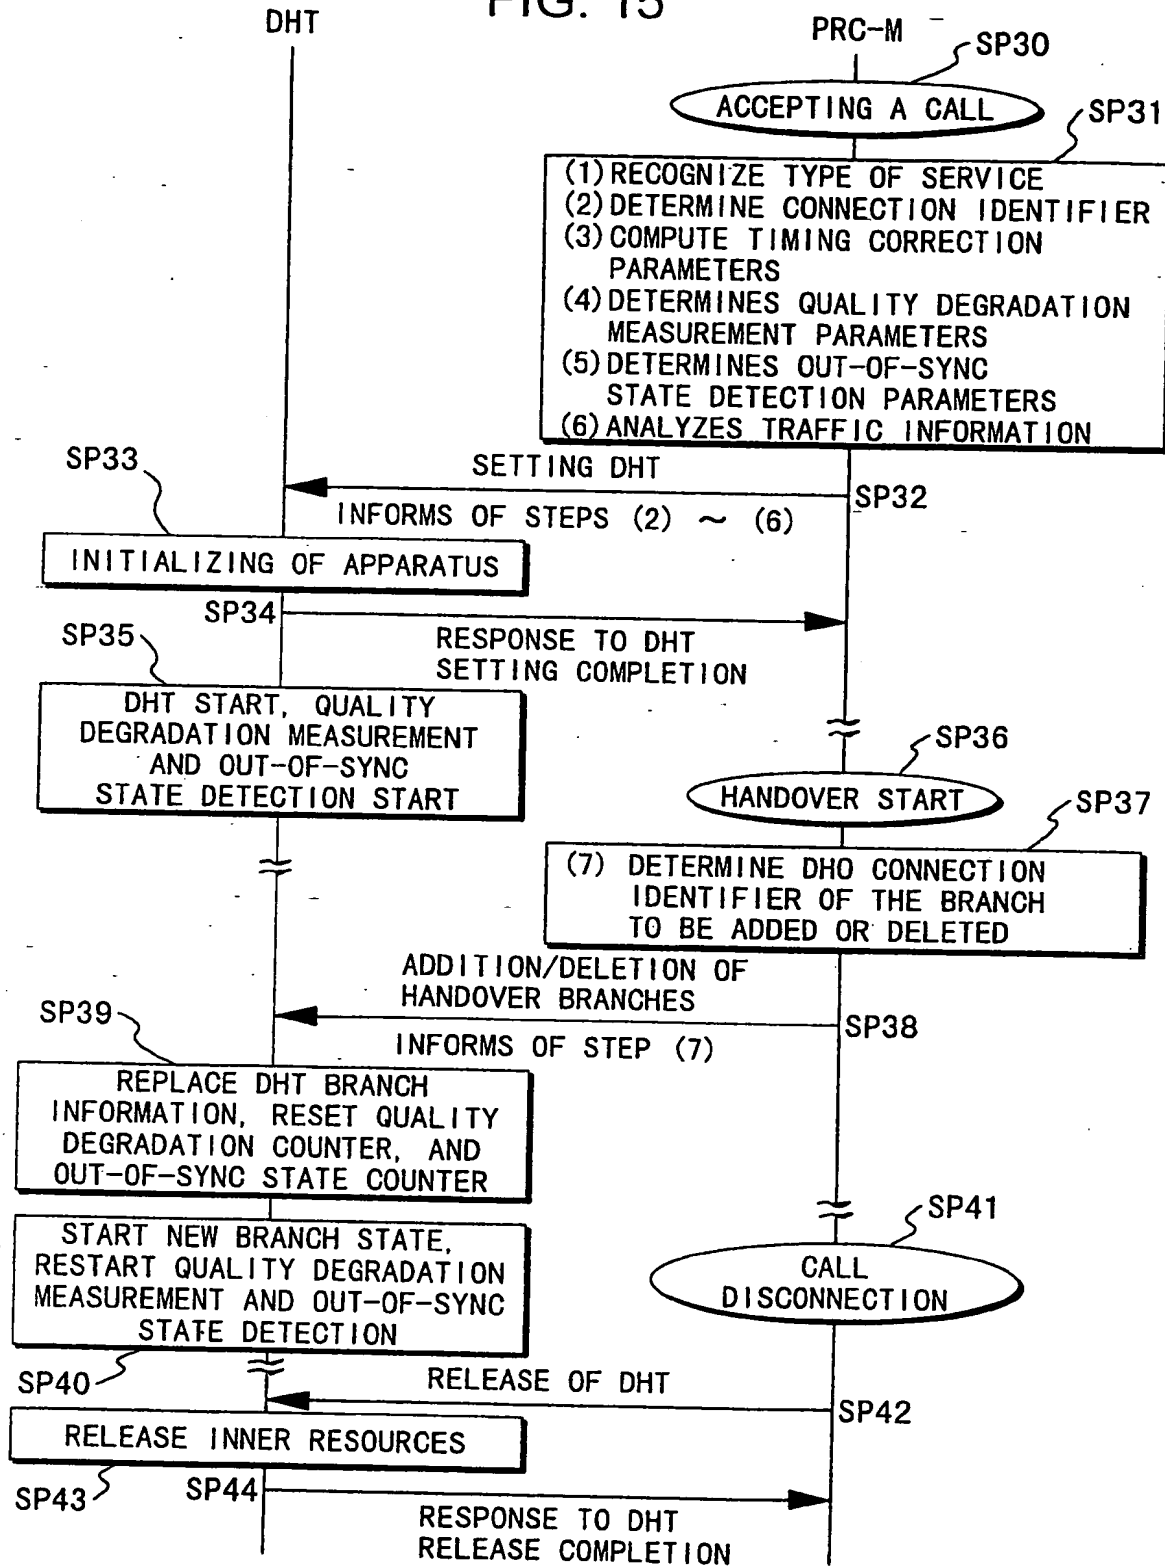 FIG. 15
DHT
PRC-M
SP30
ACCEPTING A CALL
SP31
(1) RECOGNIZE TYPE OF SERVICE
(2) DETERMINE CONNECTION IDENTIFIER
(3) COMPUTE TIMING CORRECTION
PARAMETERS
(4) DETERMINES QUALITY DEGRADATION
MEASUREMENT PARAMETERS
(5) DETERMINES OUT-OF-SYNC
STATE DETECTION PARAMETERS
(6) ANALYZES TRAFFIC INFORMATION
SP33
SETTING DHT
SP32
INFORMS OF STEPS (2) ~ (6)
INITIALIZING OF APPARATUS
SP34
SP35
RESPONSE TO DHT
SETTING COMPLETION
DHT START, QUALITY
DEGRADATION MEASUREMENT
AND OUT-OF-SYNC
STATE DETECTION START
SP36
HANDOVER START
SP37
(7) DETERMINE DHO CONNECTION
IDENTIFIER OF THE BRANCH
TO BE ADDED OR DELETED
ADDITION/DELETION OF
HANDOVER BRANCHES
SP39
SP38
INFORMS OF STEP (7)
REPLACE DHT BRANCH
INFORMATION, RESET QUALITY
DEGRADATION COUNTER, AND
OUT-OF-SYNC STATE COUNTER
SP41
START NEW BRANCH STATE,
RESTART QUALITY DEGRADATION
MEASUREMENT AND OUT-OF-SYNC
STATE DETECTION
CALL
DISCONNECTION
SP40
RELEASE OF DHT
SP42
RELEASE INNER RESOURCES
SP43
SP44
RESPONSE TO DHT
RELEASE COMPLETION